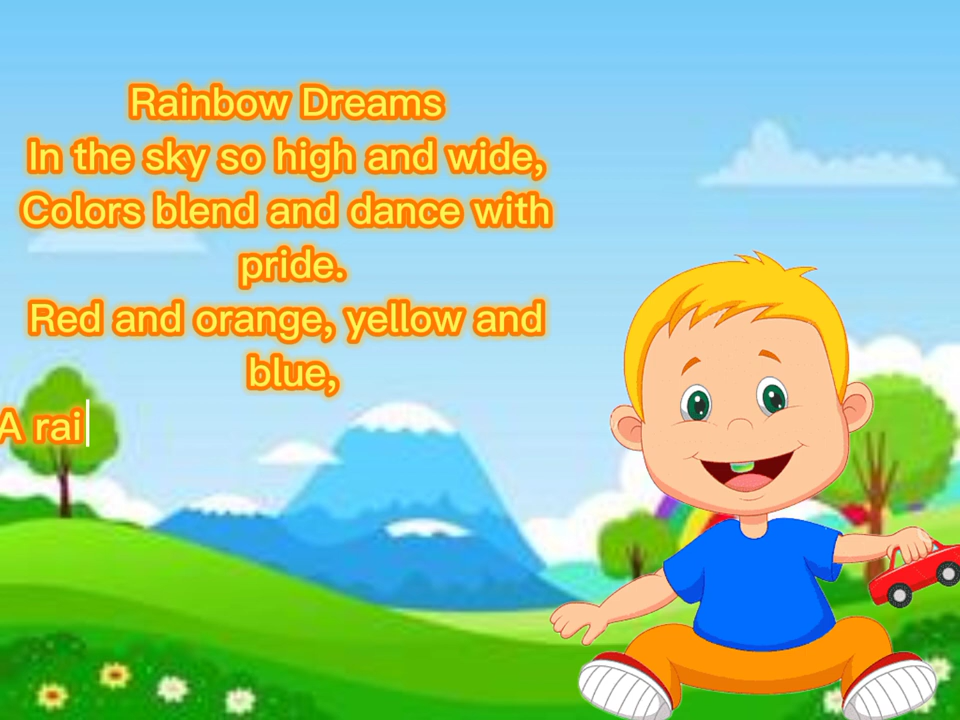 Rainbow Dreams
In the sky so high and wide,
Colors blend and dance with
pride.
Red and orange, yellow and
blue,
A rai